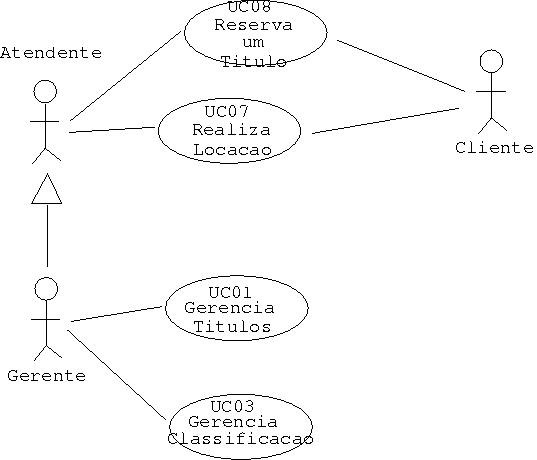 UC08
Reserva
um
Titulo
Atendente
UC07
Realiza
Locacao
Cliente
UC01
Gerencia
Titulos
Gerente
UC03
Gerencia
Classificacao